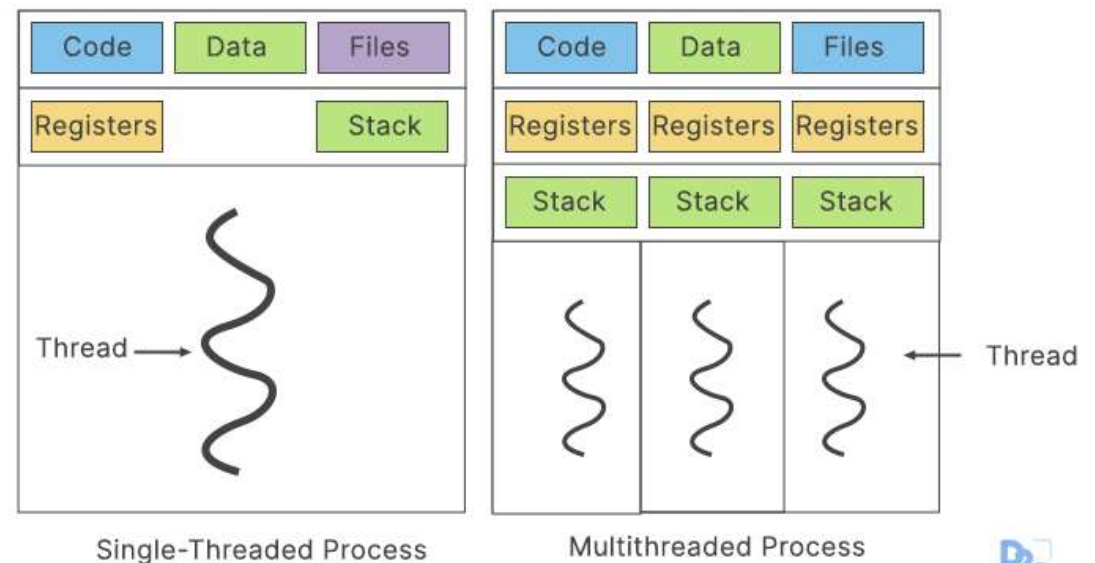 Code Data Files
Registers Stack
Thread
Single-Threaded Process
Code Data Files
Registers Registers Registers
Stack Stack Stack
Thread
Multithreaded Process